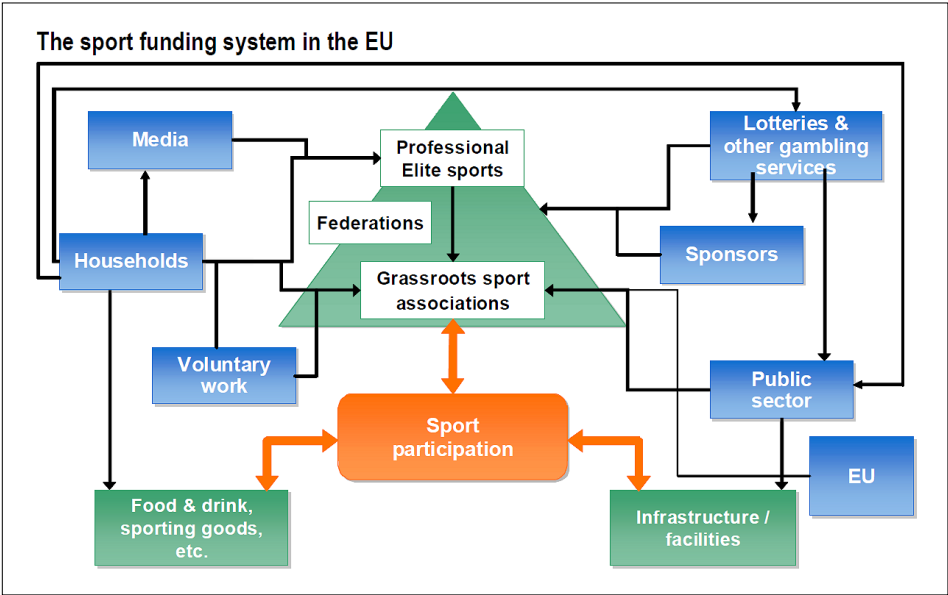 The sport funding system in the EU
Media
Professional
Elite sports
Lotteries &
other gambling
services
Federations
Households
Sponsors
Grassroots sport
associations
Voluntary
work
Public
sector
Sport
participation
EU
Food & drink,
sporting goods,
etc.
Infrastructure /
facilities